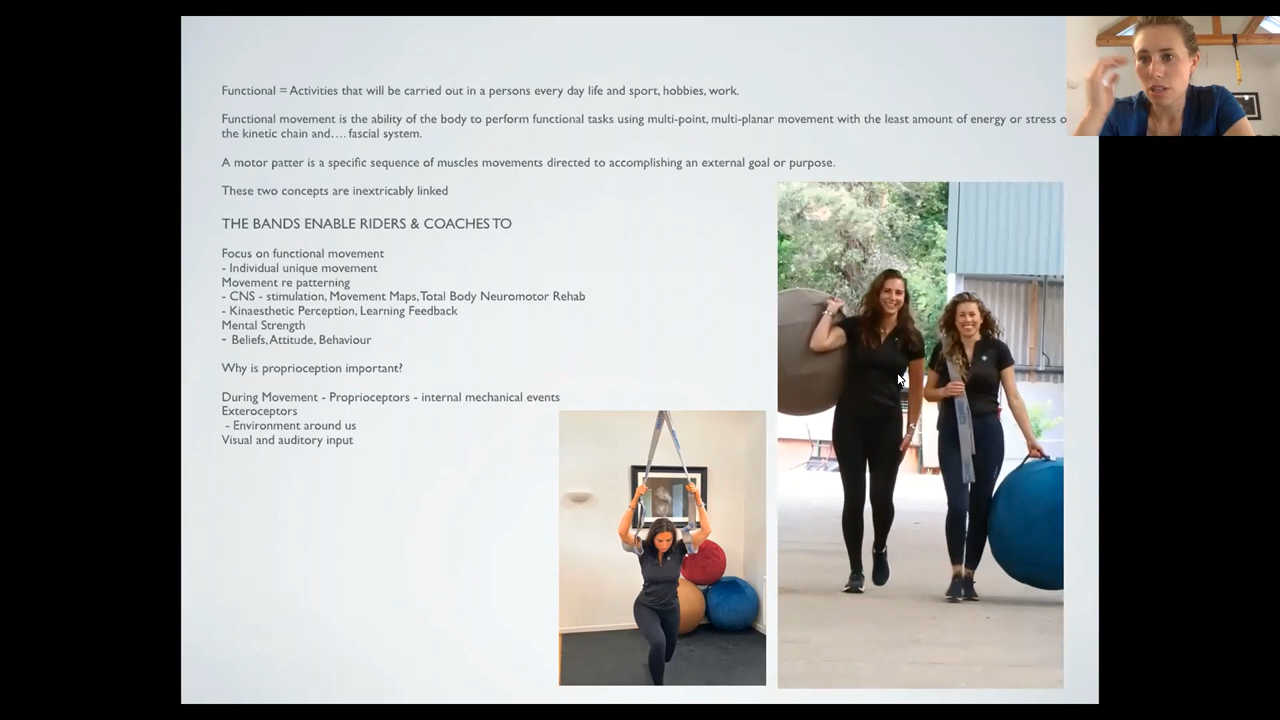 Functional = Activities that will be carried out in a persons every day life and sport, hobbies, work.
Functional movement is the ability of the body to perform functional tasks using multi-point, multi-planar movement with the least amount of energy or stress
the kinetic chain and.... fascial system.
A motor patter is a specific sequence of muscles movements directed to accomplishing an external goal or purpose.
These two concepts are inextricably linked
THE BANDS ENABLE RIDERS & COACHES TO
Focus on functional movement
- Individual unique movement
Movement re patterning
- CNS - stimulation, Movement Maps, Total Body Neuromotor Rehab
- Kinaesthetic Perception, Learning Feedback
Mental Strength
- Beliefs, Attitude, Behaviour
Why is proprioception important?
During Movement - Proprioceptors - internal mechanical events
Exteroceptors
- Environment around us
Visual and auditory input